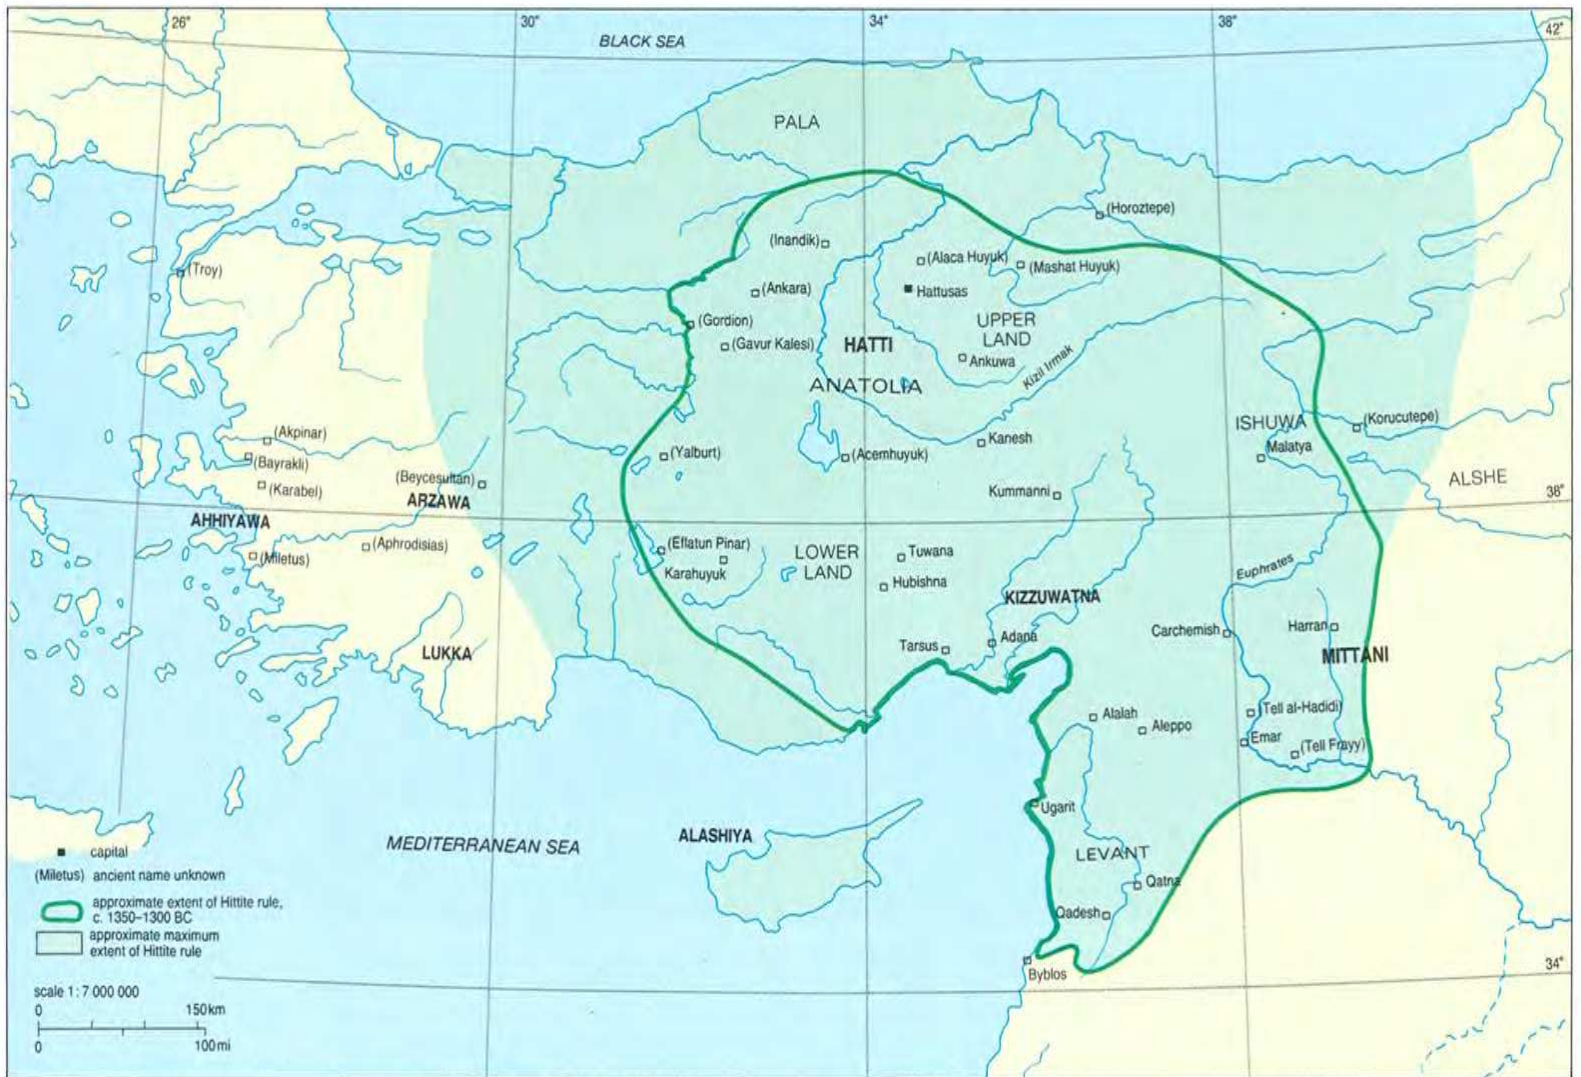 26°
30°
34°
38°
42°
BLACK SEA
PALA
(Horoztepe)
(Inandik)
(Alaca Huyuk)
(Mashat Huyuk)
(Troy)
(Ankara)
Hattusas
(Gordion)
UPPER
LAND
(Gavur Kalesi)
HATTI
Ankuwa
Kizil Irmak
ANATOLIA
(Korucutepe)
ISHUWA
(Akpinar)
Kanesh
Malatya
(Bayrakli)
(Yalburt)
(Acemhuyuk)
(Beycesultan)
ALSHE
(Karabel)
Kummanni
ARZAWA
38°
AHHIYAWA
(Aphrodisias)
(Eflatun Pinar)
LOWER
LAND
Tuwana
(Miletus)
Karahuyuk
Euphrates
Hubishna
KIZZUWATNA
Carchemish
Harran
Adana
Tarsus
LUKKA
MITTANI
(Tell al-Hadidi)
Alalah
Aleppo
Emar
(Tell Frayy)
Ugarit
ALASHIYA
MEDITERRANEAN SEA
LEVANT
Qatna
Qadesh
34°
Byblos
capital
(Miletus) ancient name unknown
approximate extent of Hittite rule,
c. 1350–1300 BC
approximate maximum
extent of Hittite rule
scale 1:7 000 000
0 150km
0 100mi